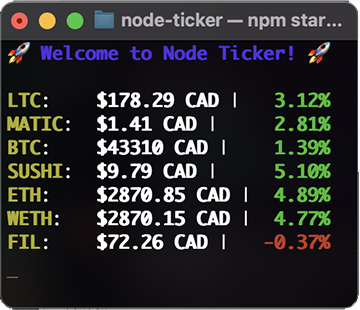 node-ticker — npm star...
🚀 Welcome to Node Ticker! 🚀
LTC: $178.29 CAD | 3.12%
MATIC: $1.41 CAD | 2.81%
BTC: $43310 CAD | 1.39%
SUSHI: $9.79 CAD | 5.10%
ETH: $2870.85 CAD | 4.89%
WETH: $2870.15 CAD | 4.77%
FIL: $72.26 CAD | -0.37%